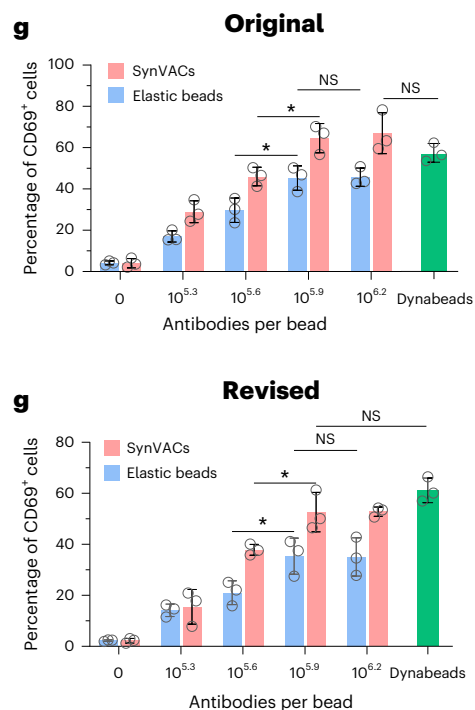 g
Original
SynVACs
Elastic beads
NS
NS
*
*
Percentage of CD69+ cells
100
80
60
40
20
0
0
10^5.3
10^5.6
10^5.9
10^6.2
Dynabeads
Antibodies per bead
g
Revised
SynVACs
Elastic beads
NS
NS
*
*
Percentage of CD69+ cells
80
60
40
20
0
0
10^5.3
10^5.6
10^5.9
10^6.2
Dynabeads
Antibodies per bead